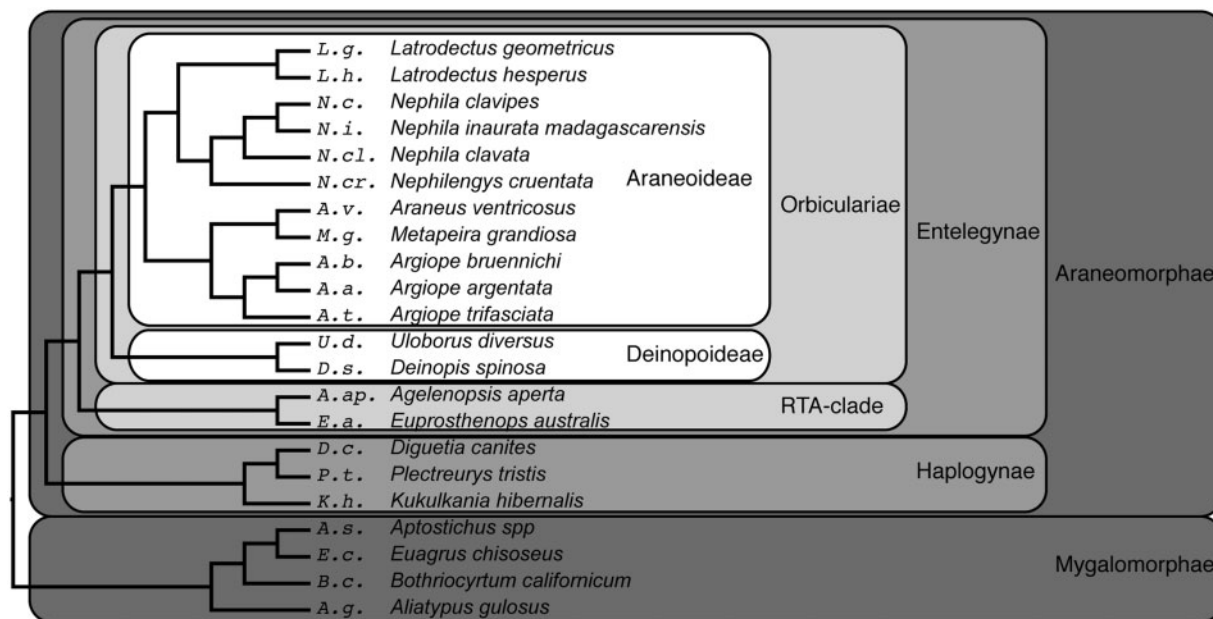 L.g. Latrodectus geometricus
L.h. Latrodectus hesperus
N.c. Nephila clavipes
N.i. Nephila inaurata madagascarensis
N.cl. Nephila clavata
N.cr. Nephilengys cruentata
Araneoideae
A.v. Araneus ventricosus
Orbiculariae
M.g. Metapeira grandiosa
Entelegynae
A.b. Argiope bruennichi
Araneomorphae
A.a. Argiope argentata
A.t. Argiope trifasciata
U.d. Uloborus diversus
Deinopoideae
D.s. Deinopis spinosa
A.ap. Agelenopsis aperta
RTA-clade
E.a. Euprosthenops australis
D.c. Diguetia canites
Haplogynae
P.t. Plectreurys tristis
K.h. Kukulkania hibernalis
A.s. Aptostichus spp
E.c. Euagrus chisoseus
Mygalomorphae
B.c. Bothriocyrtum californicum
A.g. Aliatypus gulosus